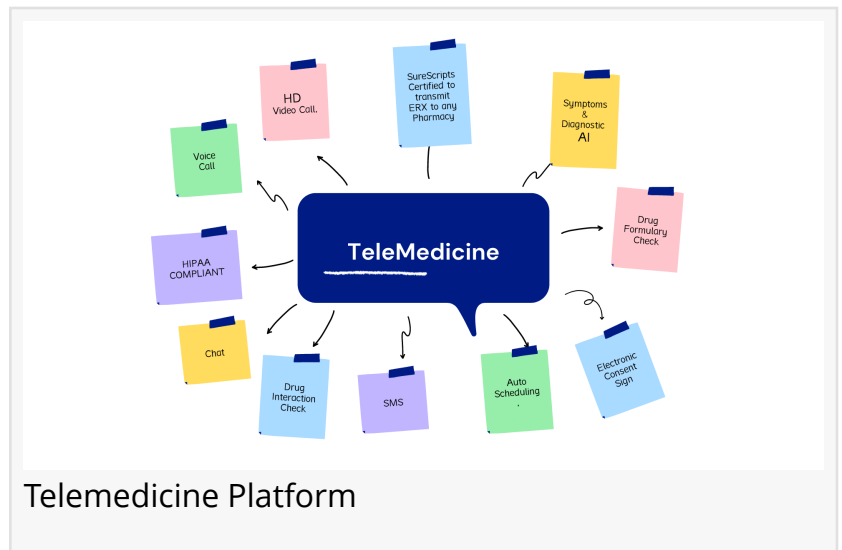 SureScripts
Certified to
transmit
ERX to any
Pharmacy
HD
Video Call.
Symptoms
&
Diagnostic
AI
Voice
Call
Drug
Formulary
Check
TeleMedicine
HIPAA
COMPLIANT
Chat
Electronic
Consent
Sign
Drug
Interaction
Check
SMS
Auto
Scheduling
.
Telemedicine Platform